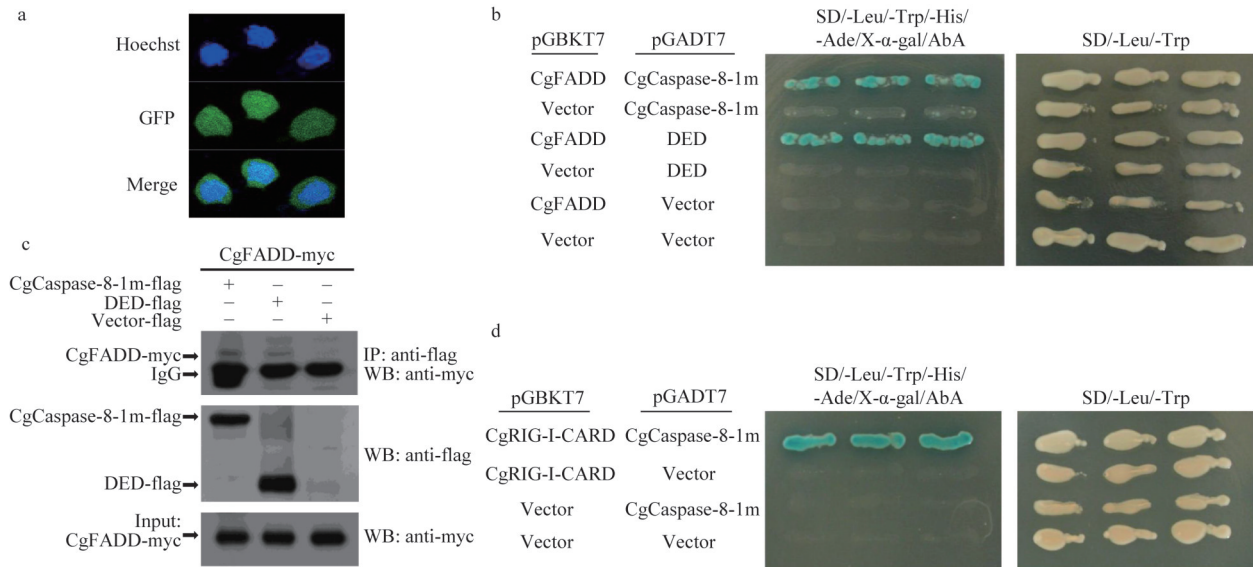 a
Hoechst
GFP
Merge
b
pGBKT7 pGADT7
SD/-Leu/-Trp/-His/
-Ade/X-α-gal/AbA
SD/-Leu/-Trp
CgFADD CgCaspase-8-1m
Vector CgCaspase-8-1m
CgFADD DED
Vector DED
CgFADD Vector
Vector Vector
c
CgFADD-myc
CgCaspase-8-1m-flag + – –
DED-flag – + –
Vector-flag – – +
CgFADD-myc
IgG
IP: anti-flag
WB: anti-myc
CgCaspase-8-1m-flag
DED-flag
WB: anti-flag
Input:
CgFADD-myc
WB: anti-myc
d
pGBKT7 pGADT7
SD/-Leu/-Trp/-His/
-Ade/X-α-gal/AbA
SD/-Leu/-Trp
CgRIG-I-CARD CgCaspase-8-1m
CgRIG-I-CARD Vector
Vector CgCaspase-8-1m
Vector Vector